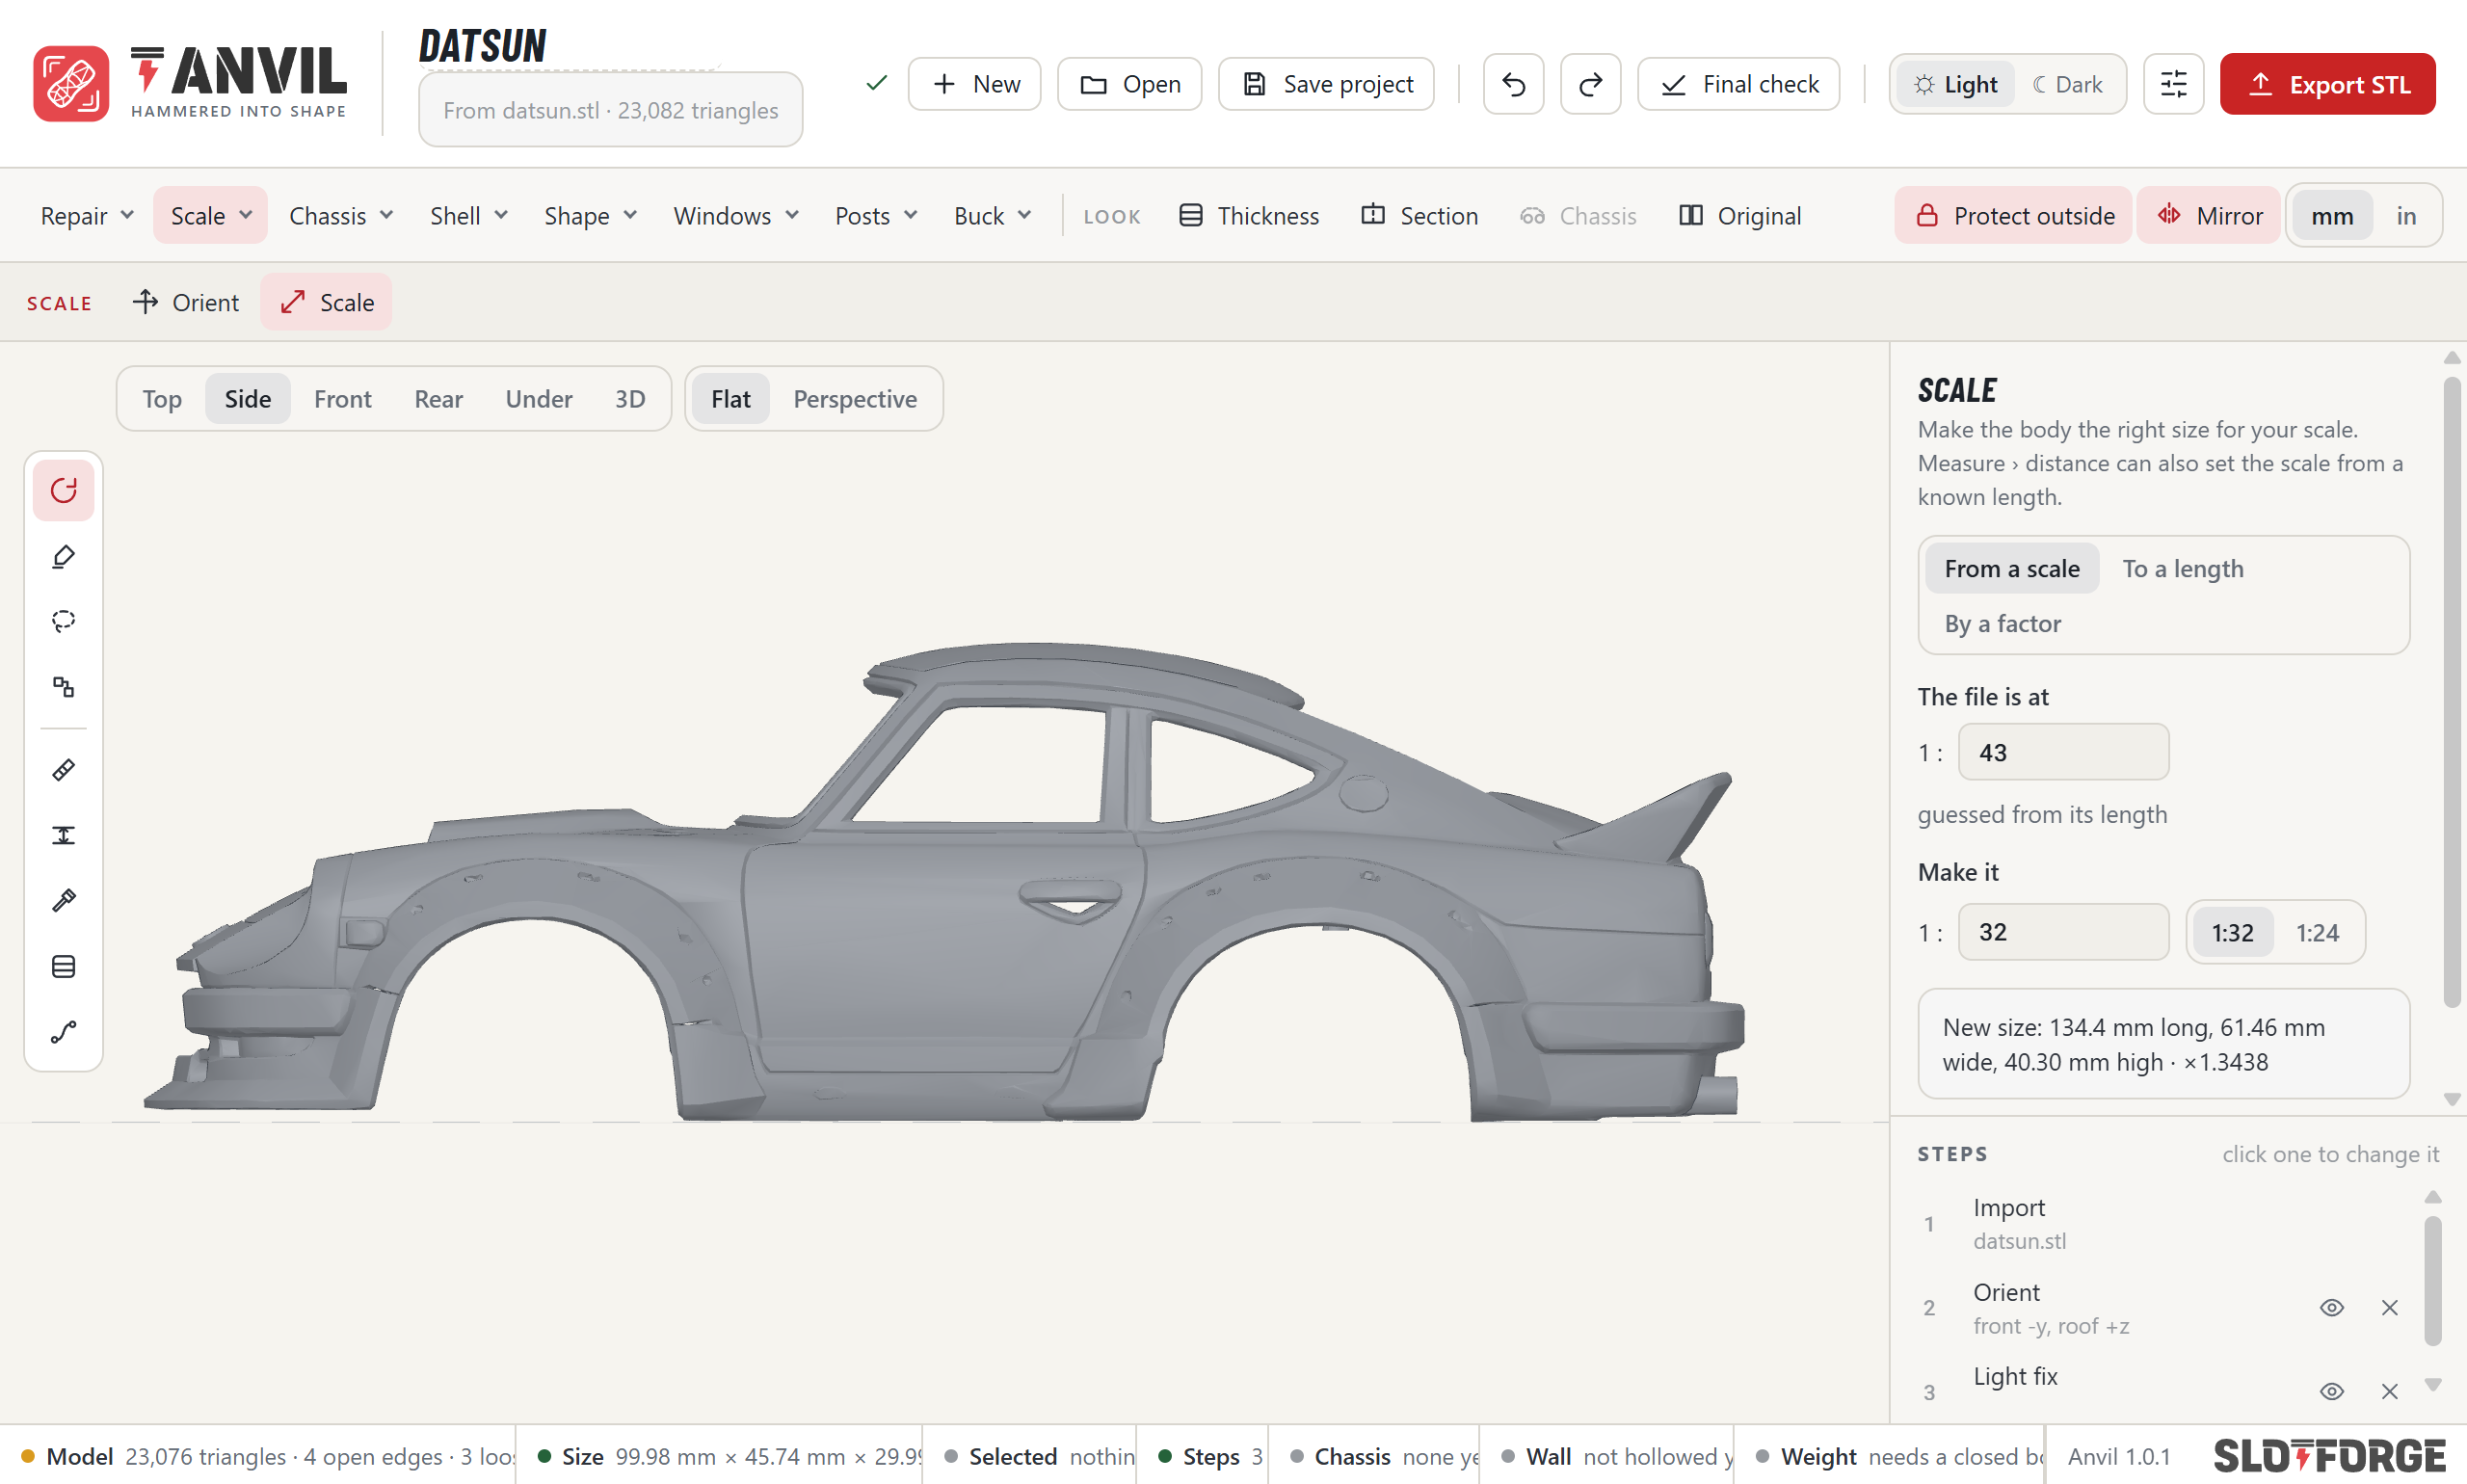 ANVIL
HAMMERED INTO SHAPE
DATSUN
From datsun.stl · 23,082 triangles
New
Open
Save project
Final check
Light
Dark
Export STL
Repair
Scale
Chassis
Shell
Shape
Windows
Posts
Buck
LOOK
Thickness
Section
Chassis
Original
Protect outside
Mirror
mm
in
SCALE
Orient
Scale
Top
Side
Front
Rear
Under
3D
Flat
Perspective
SCALE
Make the body the right size for your scale.
Measure › distance can also set the scale from a
known length.
From a scale
To a length
By a factor
The file is at
1 : 43
guessed from its length
Make it
1 : 32
1:32
1:24
New size: 134.4 mm long, 61.46 mm
wide, 40.30 mm high · ×1.3438
STEPS
click one to change it
1
Import
datsun.stl
2
Orient
front -y, roof +z
3
Light fix
Model 23,076 triangles · 4 open edges · 3 loo
Size 99.98 mm × 45.74 mm × 29.9
Selected nothin
Steps 3
Chassis none ye
Wall not hollowed y
Weight needs a closed bo
Anvil 1.0.1
SLOTFORGE